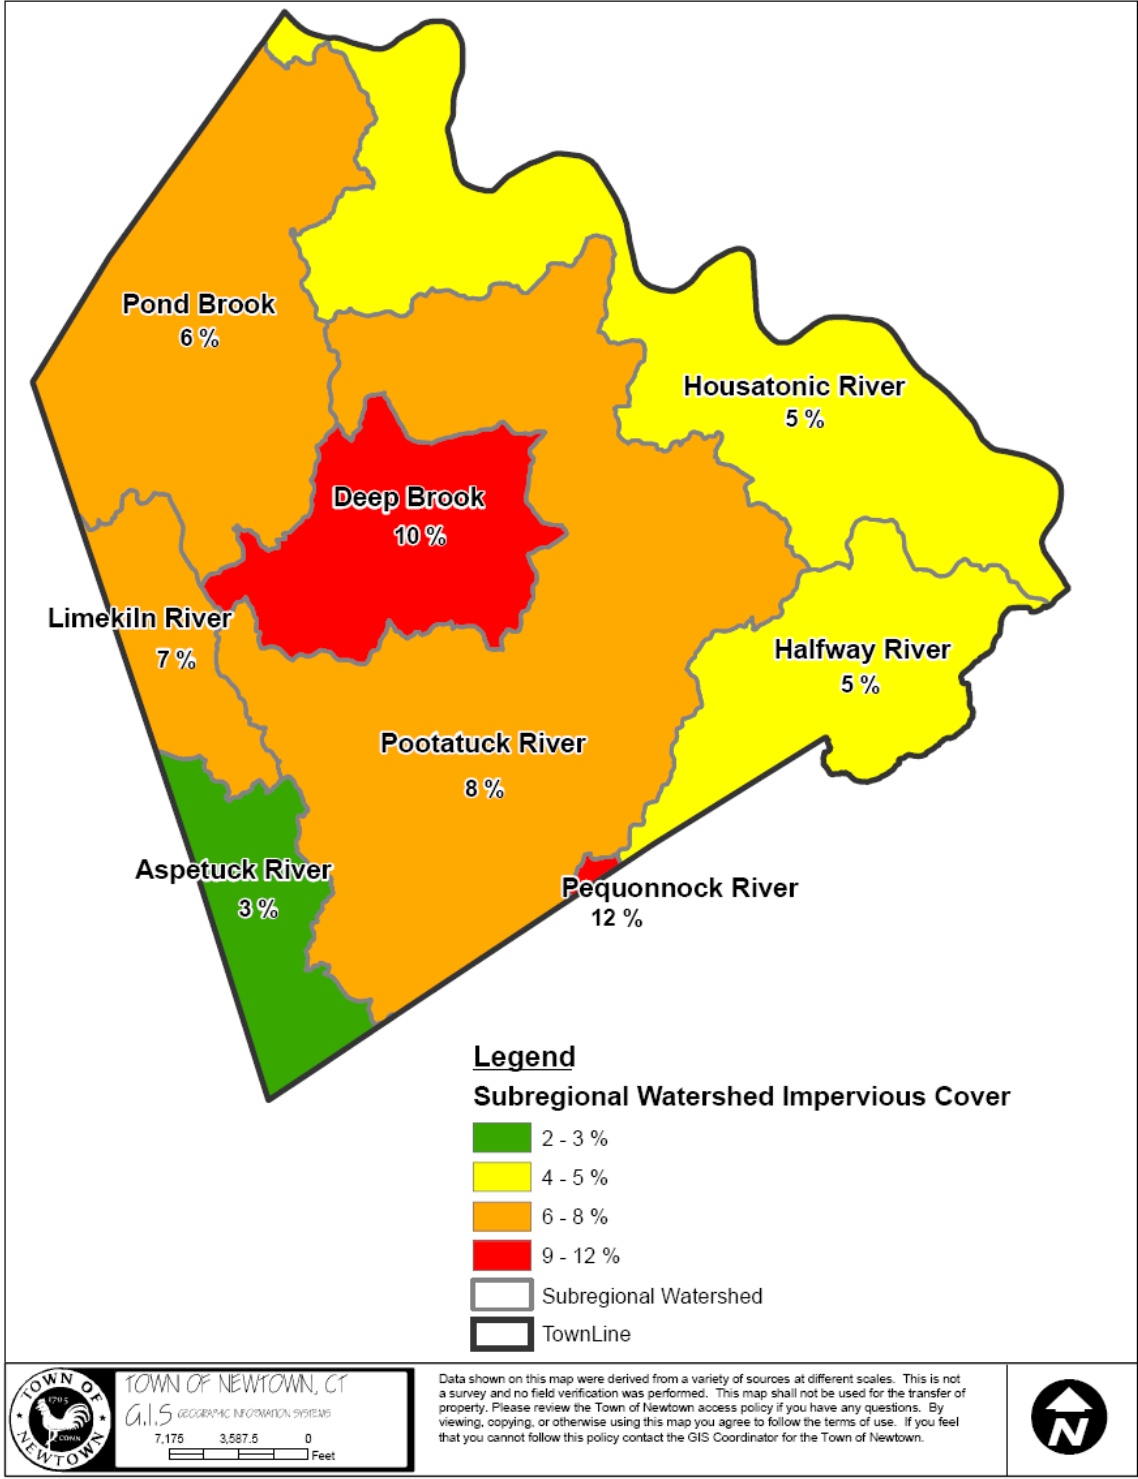 Pond Brook
6 %
Housatonic River
5 %
Deep Brook
10 %
Limekiln River
7 %
Halfway River
5 %
Pootatuck River
8 %
Aspetuck River
3 %
Pequonnock River
12 %
Legend
Subregional Watershed Impervious Cover
2 - 3 %
4 - 5 %
6 - 8 %
9 - 12 %
Subregional Watershed
TownLine
TOWN OF
1705
CONN
NEWTOWN
TOWN OF NEWTOWN, CT
G.I.S GEOGRAPHIC INFORMATION SYSTEMS
7,175 3,587.5 0
Feet
Data shown on this map were derived from a variety of sources at different scales. This is not
a survey and no field verification was performed. This map shall not be used for the transfer of
property. Please review the Town of Newtown access policy if you have any questions. By
viewing, copying, or otherwise using this map you agree to follow the terms of use. If you feel
that you cannot follow this policy contact the GIS Coordinator for the Town of Newtown.
N